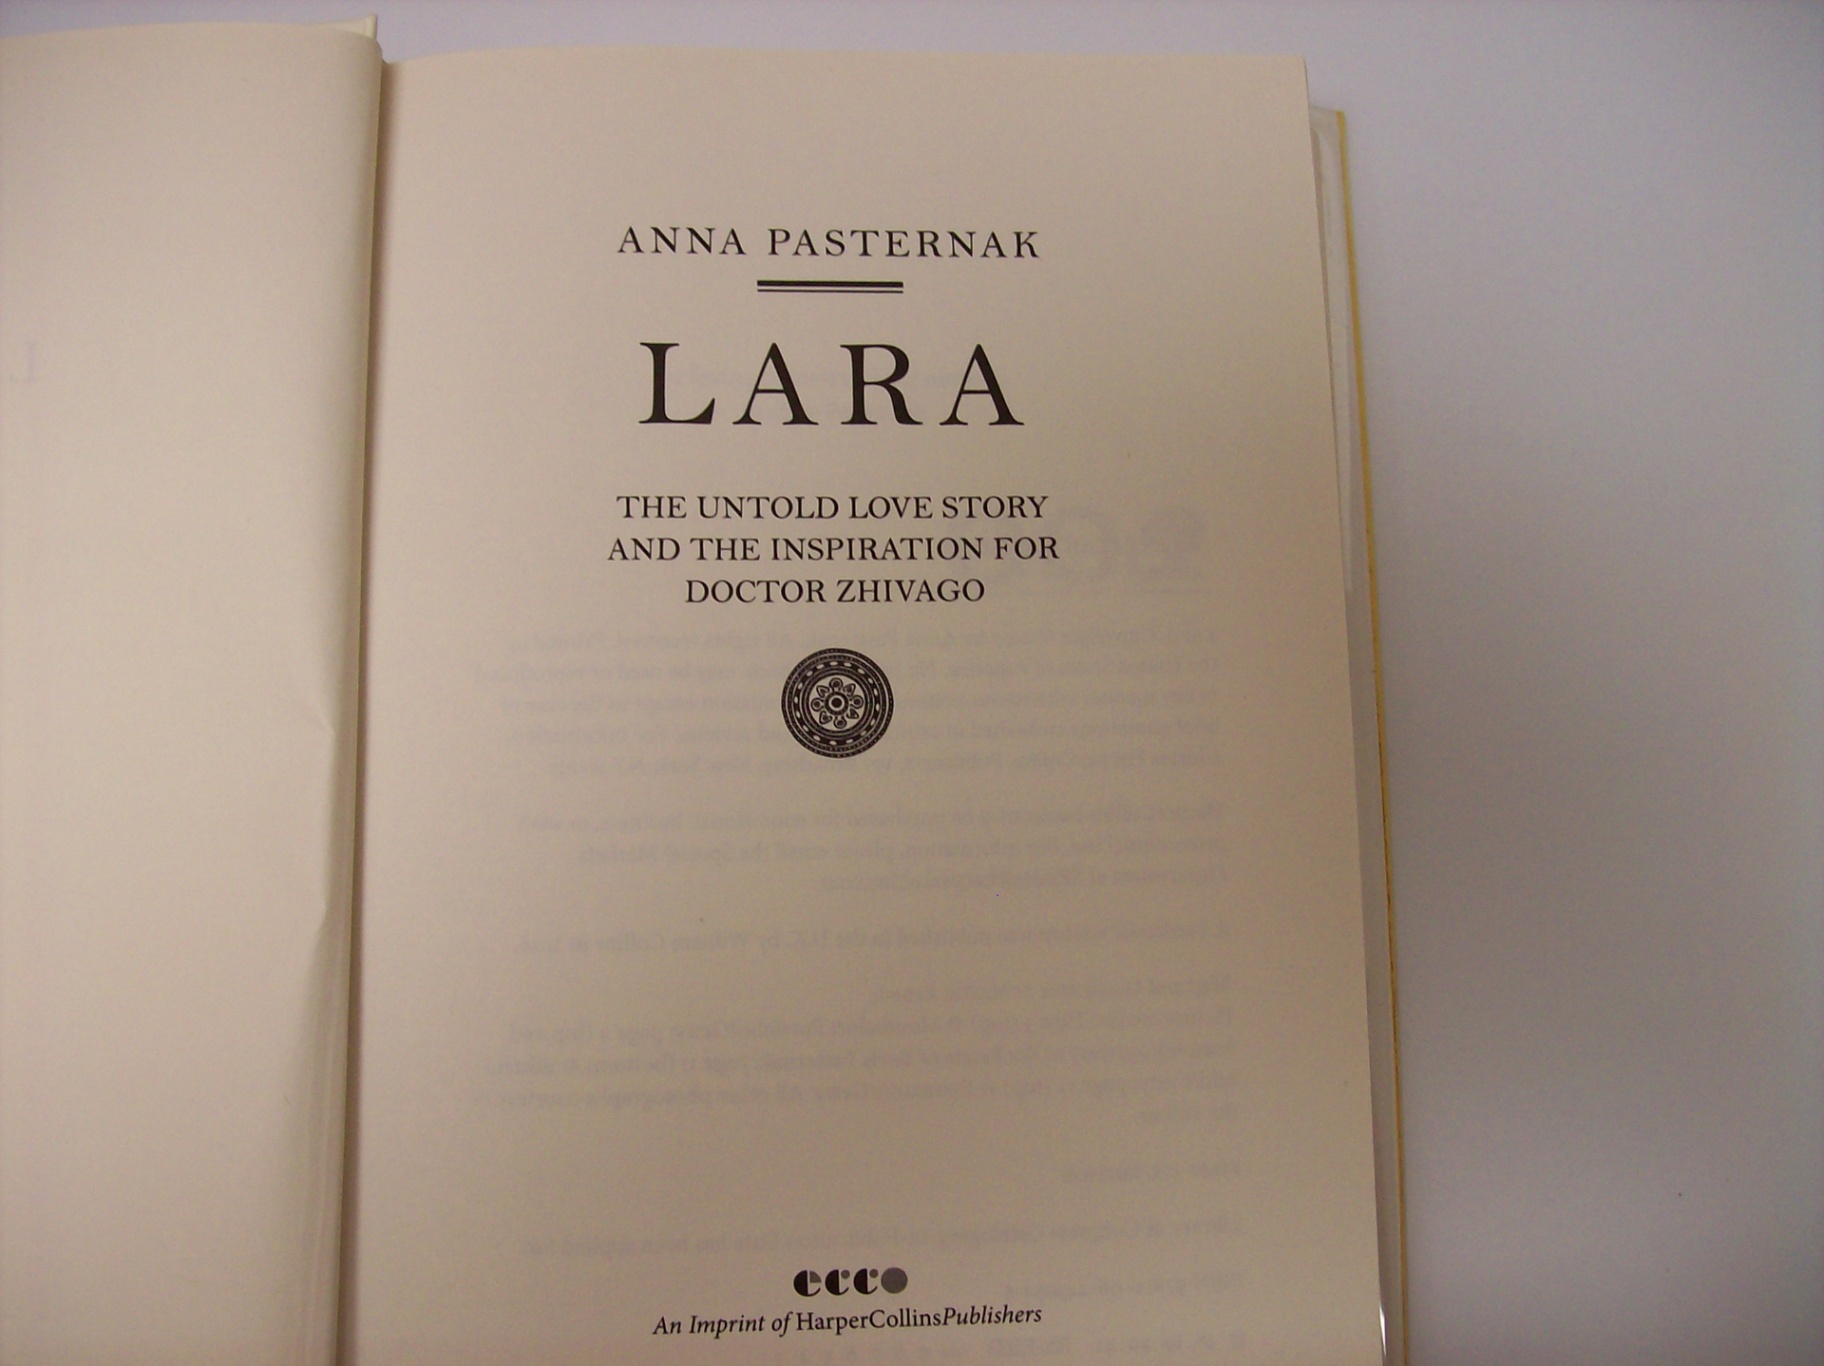 ANNA PASTERNAK
LARA
THE UNTOLD LOVE STORY
AND THE INSPIRATION FOR
DOCTOR ZHIVAGO
ecco
An Imprint of HarperCollinsPublishers